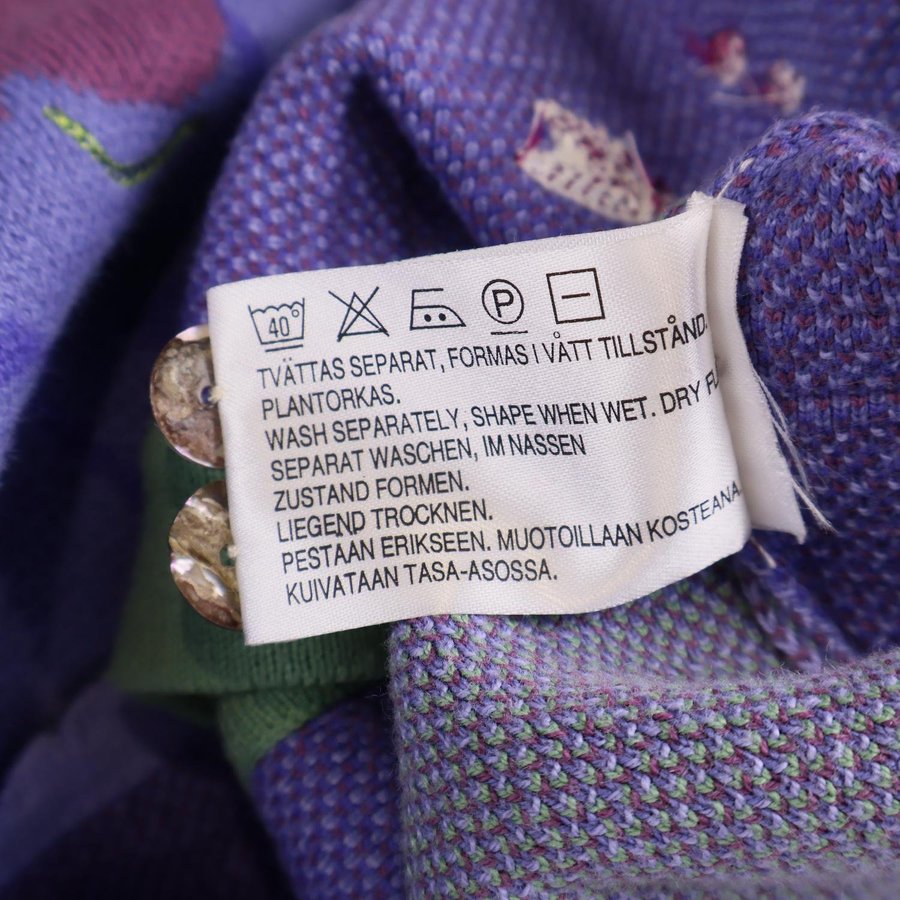 40° P
TVÄTTAS SEPARAT, FORMAS I VÅTT TILLSTÅND.
PLANTORKAS.
WASH SEPARATELY, SHAPE WHEN WET. DRY
SEPARAT WASCHEN, IM NASSEN
ZUSTAND FORMEN.
LIEGEND TROCKNEN.
PESTAAN ERIKSEEN. MUOTOILLAAN KOSTEANA.
KUIVATAAN TASA-ASOSSA.